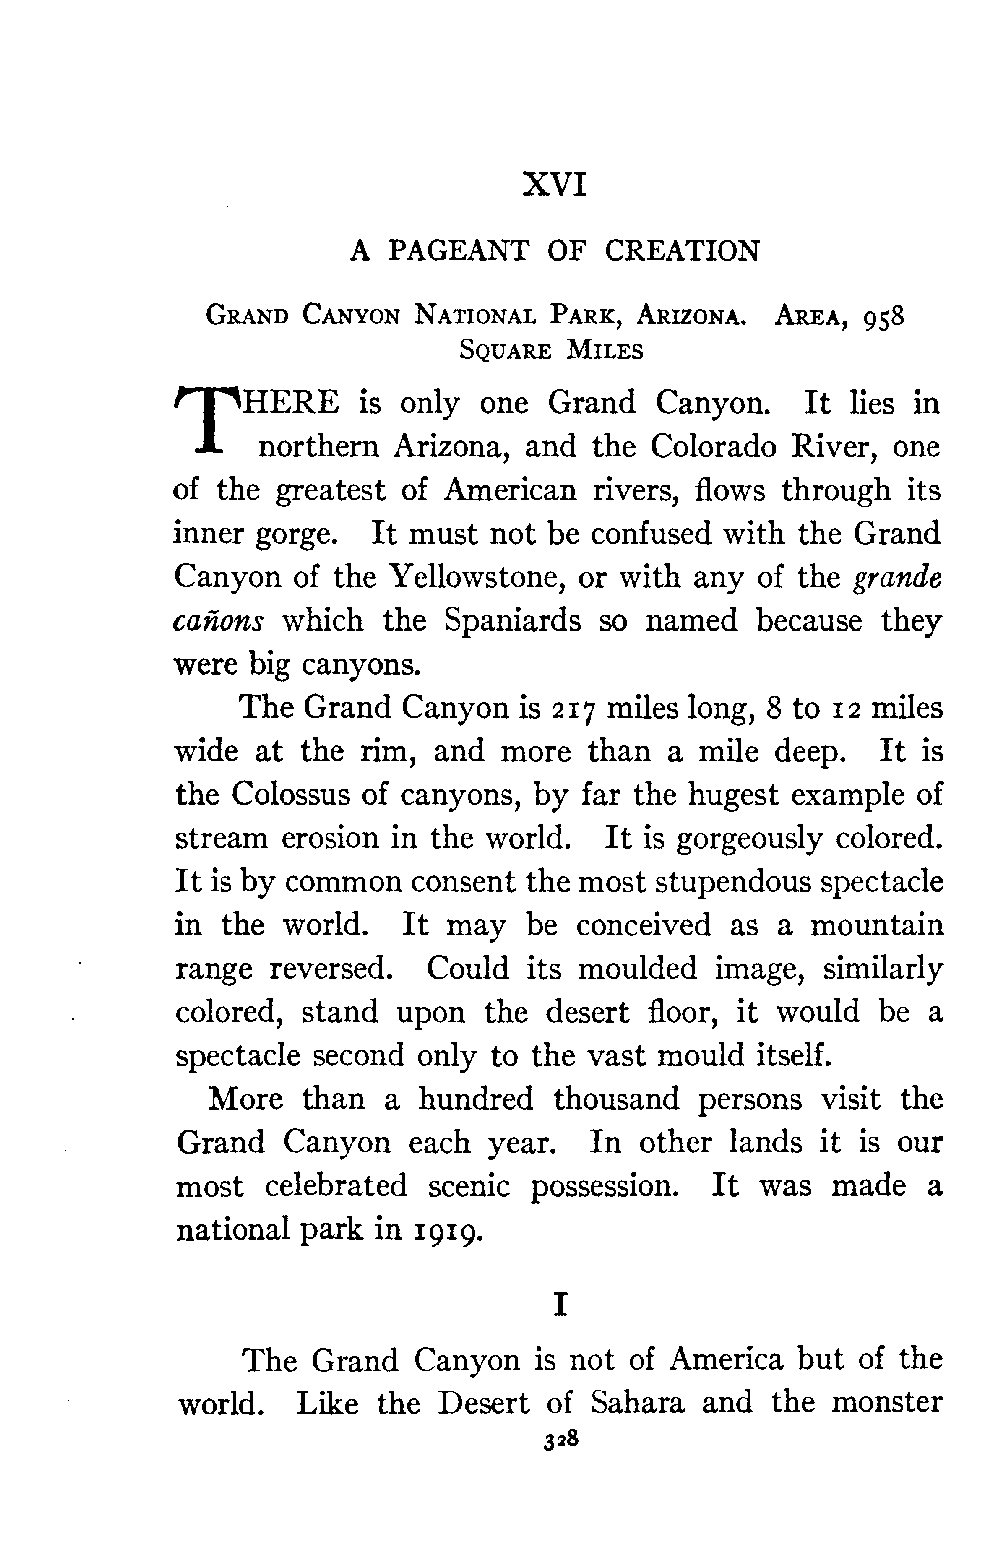 XVI
A PAGEANT OF CREATION
GRAND CANYON NATIONAL PARK, ARIZONA. AREA, 958
SQUARE MILES
THERE is only one Grand Canyon. It lies in
northern Arizona, and the Colorado River, one
of the greatest of American rivers, flows through its
inner gorge. It must not be confused with the Grand
Canyon of the Yellowstone, or with any of the grande
cañons which the Spaniards so named because they
were big canyons.
The Grand Canyon is 217 miles long, 8 to 12 miles
wide at the rim, and more than a mile deep. It is
the Colossus of canyons, by far the hugest example of
stream erosion in the world. It is gorgeously colored.
It is by common consent the most stupendous spectacle
in the world. It may be conceived as a mountain
range reversed. Could its moulded image, similarly
colored, stand upon the desert floor, it would be a
spectacle second only to the vast mould itself.
More than a hundred thousand persons visit the
Grand Canyon each year. In other lands it is our
most celebrated scenic possession. It was made a
national park in 1919.
I
The Grand Canyon is not of America but of the
world. Like the Desert of Sahara and the monster
328